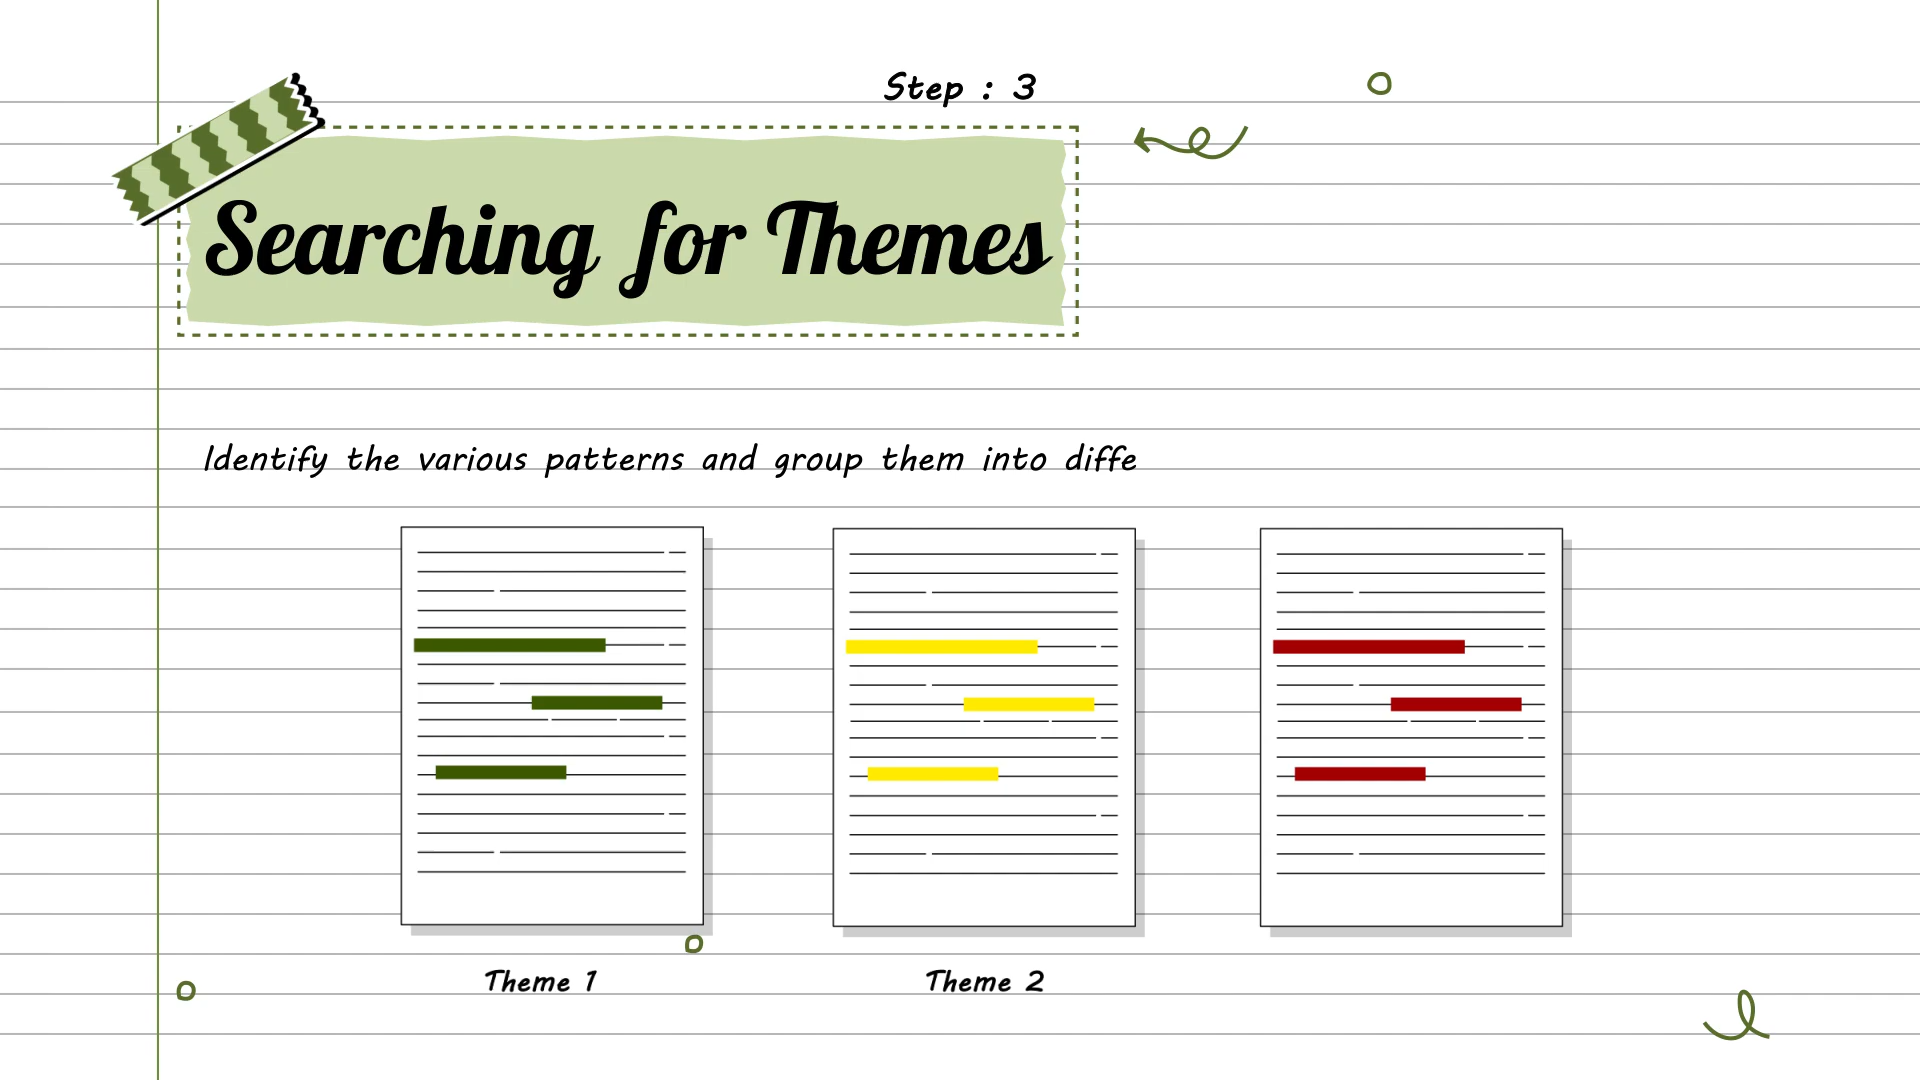 Step : 3
Searching for Themes
Identify the various patterns and group them into diffe
Theme 1
Theme 2